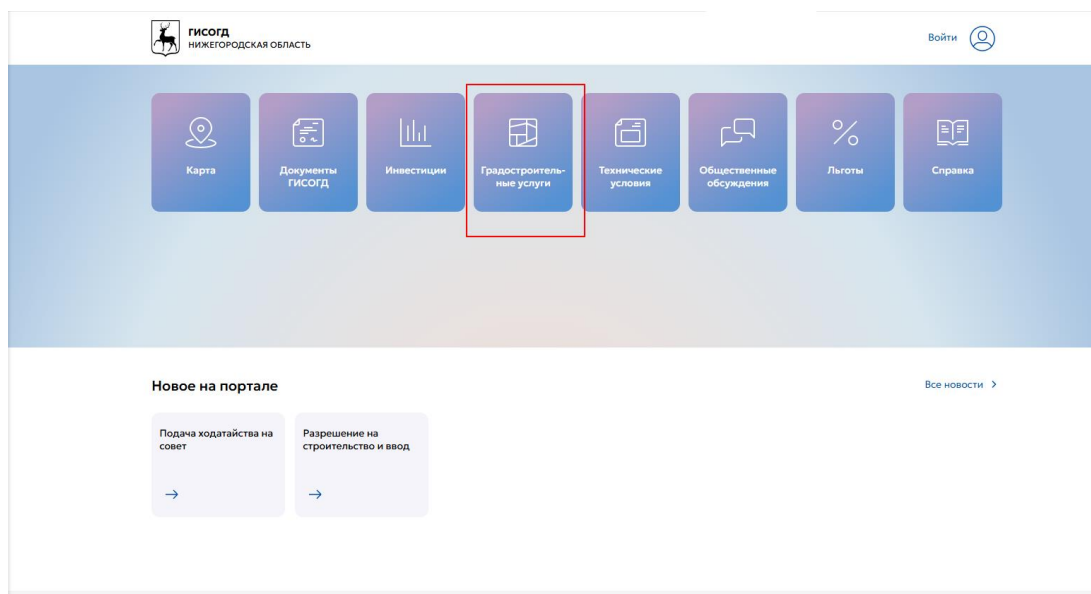 ГИСОГД
НИЖЕГОРОДСКАЯ ОБЛАСТЬ
Войти
Карта
Документы
ГИСОГД
Инвестиции
Градостроитель-
ные услуги
Технические
условия
Общественные
обсуждения
Льготы
Справка
Новое на портале
Все новости
Подача ходатайства на
совет
Разрешение на
строительство и ввод